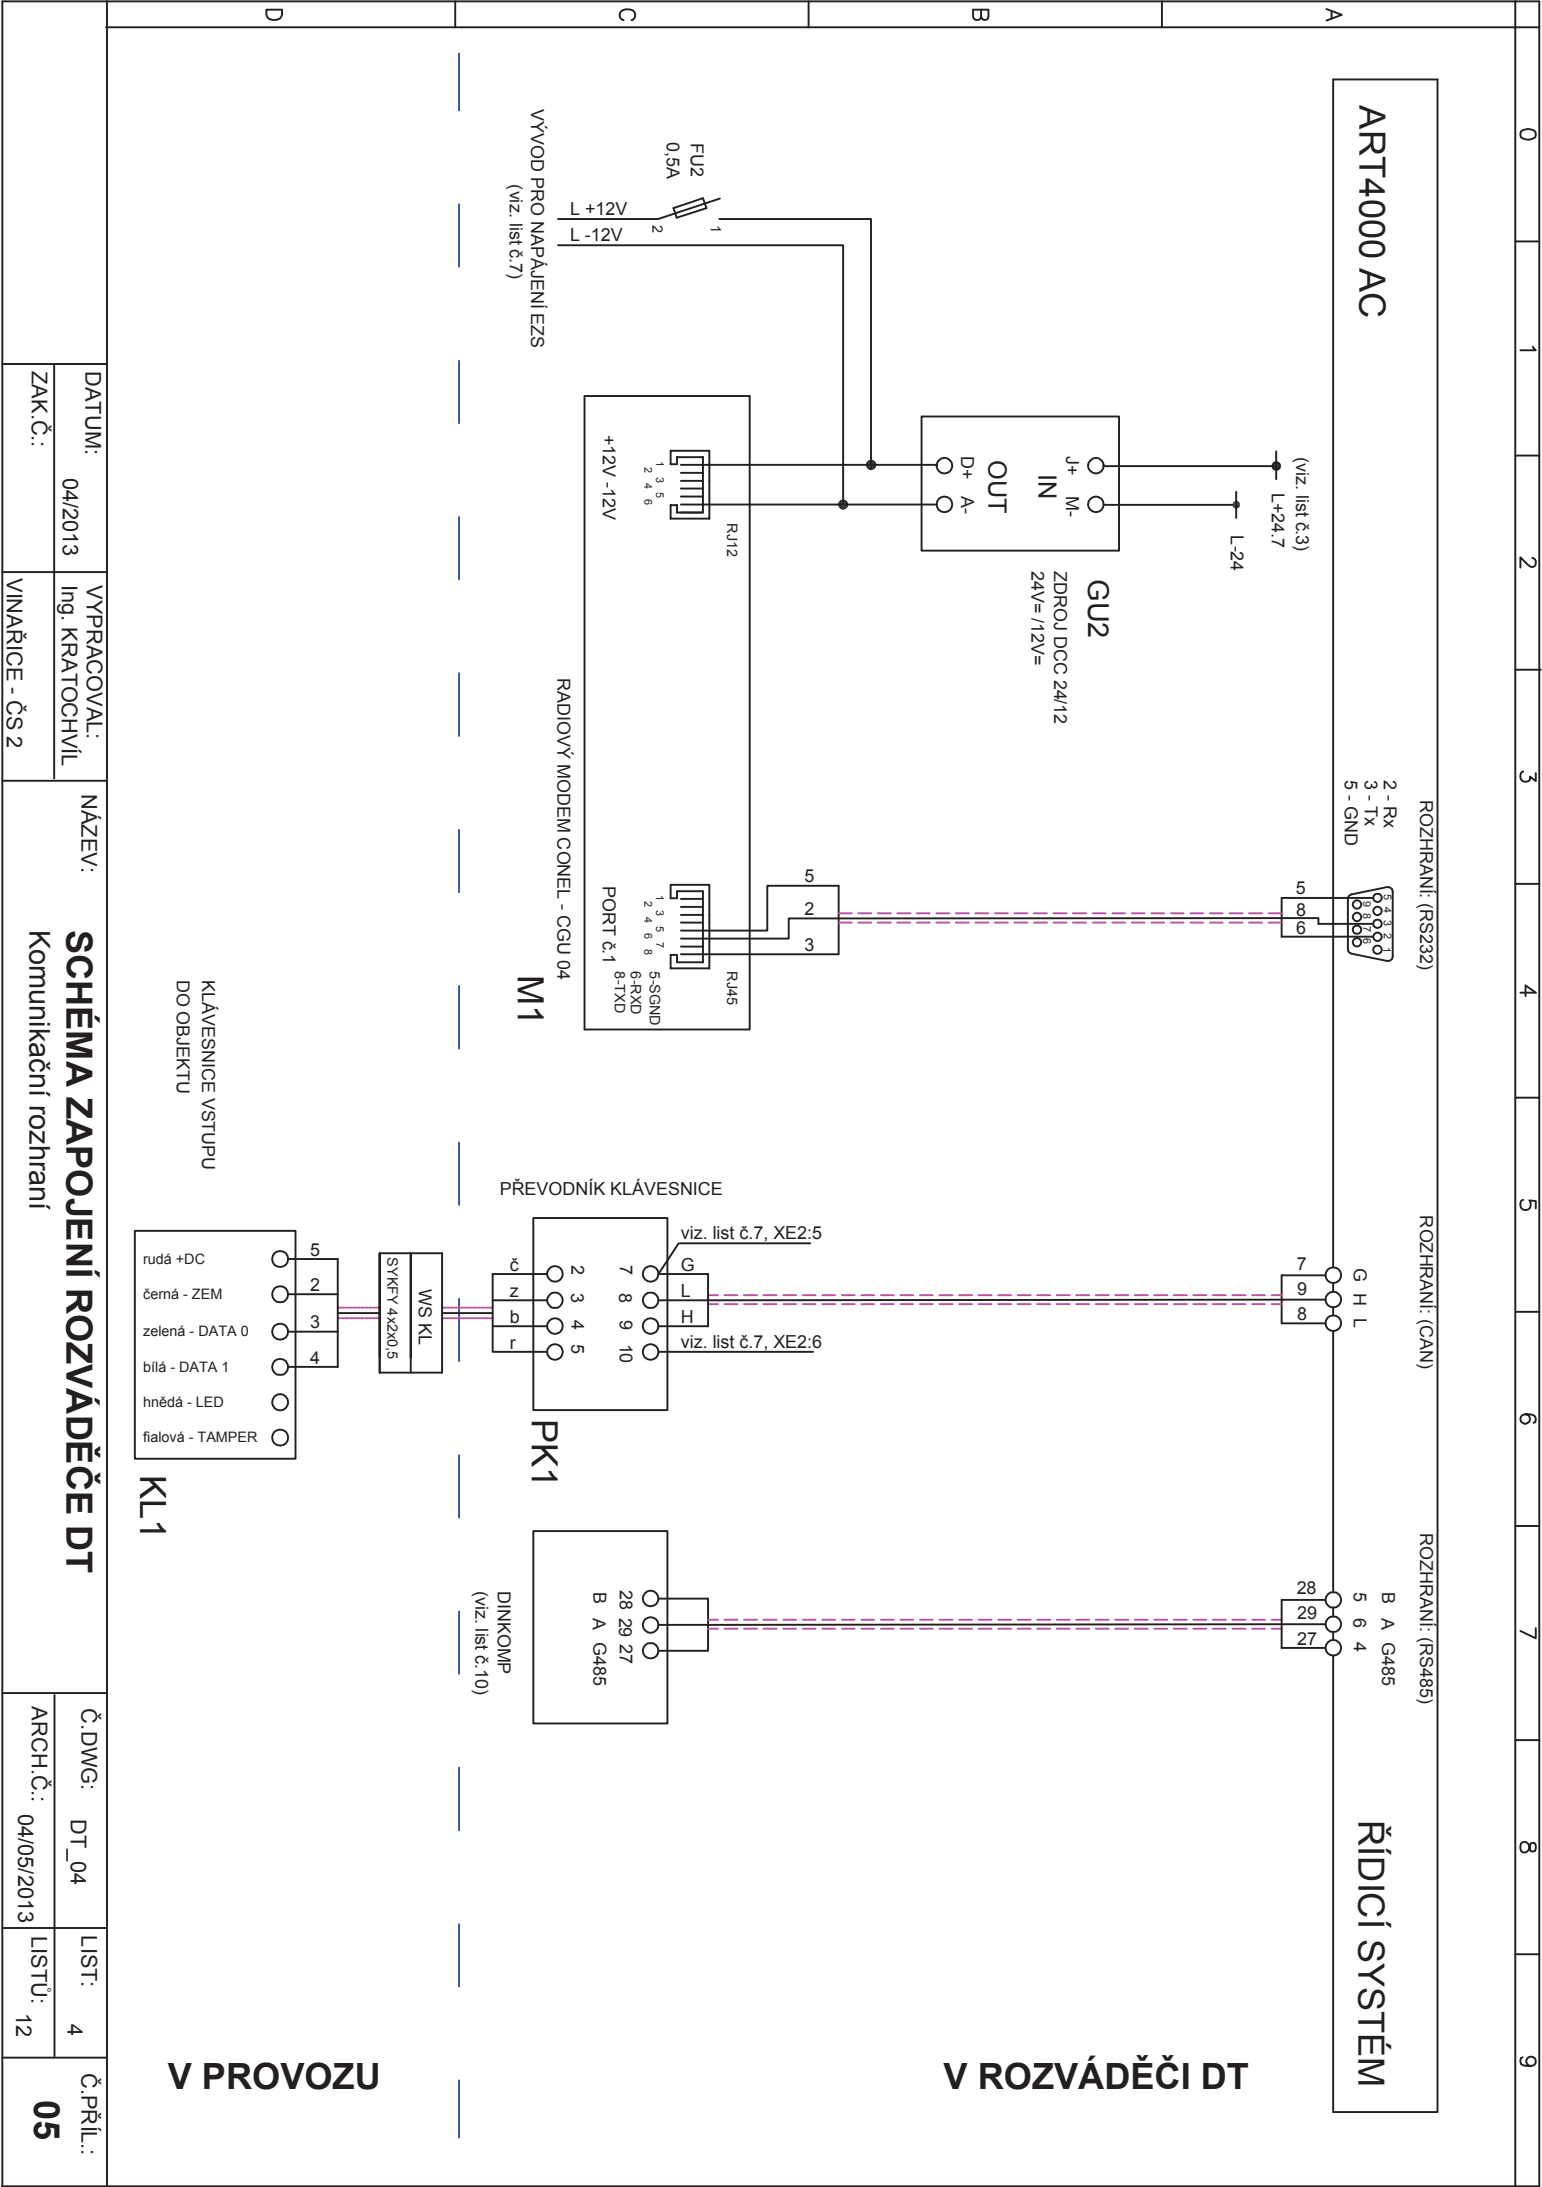 0 1 2 3 4 5 6 7 8 9
A
B
C
D
ART4000 AC
ŘÍDICÍ SYSTÉM
ROZHRANÍ: (RS232)
2 - Rx
3 - Tx
5 - GND
5 4 3 2 1
9 8 7 6
5
8
6
ROZHRANÍ: (CAN)
G H L
7
9
8
ROZHRANÍ: (RS485)
B A G485
5 6 4
28
29
27
(viz. list č.3)
L+24.7
L-24
J+ M-
IN
OUT
D+ A-
GU2
ZDROJ DCC 24/12
24V= /12V=
FU2
0,5A
1
2
L +12V
L -12V
VÝVOD PRO NAPÁJENÍ EZS
(viz. list č.7)
RJ12
1 3 5
2 4 6
+12V -12V
RADIOVÝ MODEM CONEL - CGU 04
5
2
3
RJ45
1 3 5 7
2 4 6 8
PORT č.1
5-SGND
6-RXD
8-TXD
M1
PŘEVODNÍK KLÁVESNICE
viz. list č.7, XE2:5
G
L
H
viz. list č.7, XE2:6
7 8 9 10
2 3 4 5
č
z
b
r
PK1
WS KL
SYKFY 4x2x0,5
28 29 27
B A G485
DINKOMP
(viz. list č.10)
KLÁVESNICE VSTUPU
DO OBJEKTU
5
2
3
4
rudá +DC
černá - ZEM
zelená - DATA 0
bílá - DATA 1
hnědá - LED
fialová - TAMPER
KL1
V ROZVÁDĚČI DT
V PROVOZU
DATUM:
04/2013
ZAK.Č.:
VYPRACOVAL:
Ing. KRATOCHVÍL
VINAŘICE - ČS 2
NÁZEV:
SCHÉMA ZAPOJENÍ ROZVÁDĚČE DT
Komunikační rozhraní
Č.DWG: DT_04
ARCH.Č.: 04/05/2013
LIST: 4
LISTŮ: 12
Č.PŘÍL.:
05